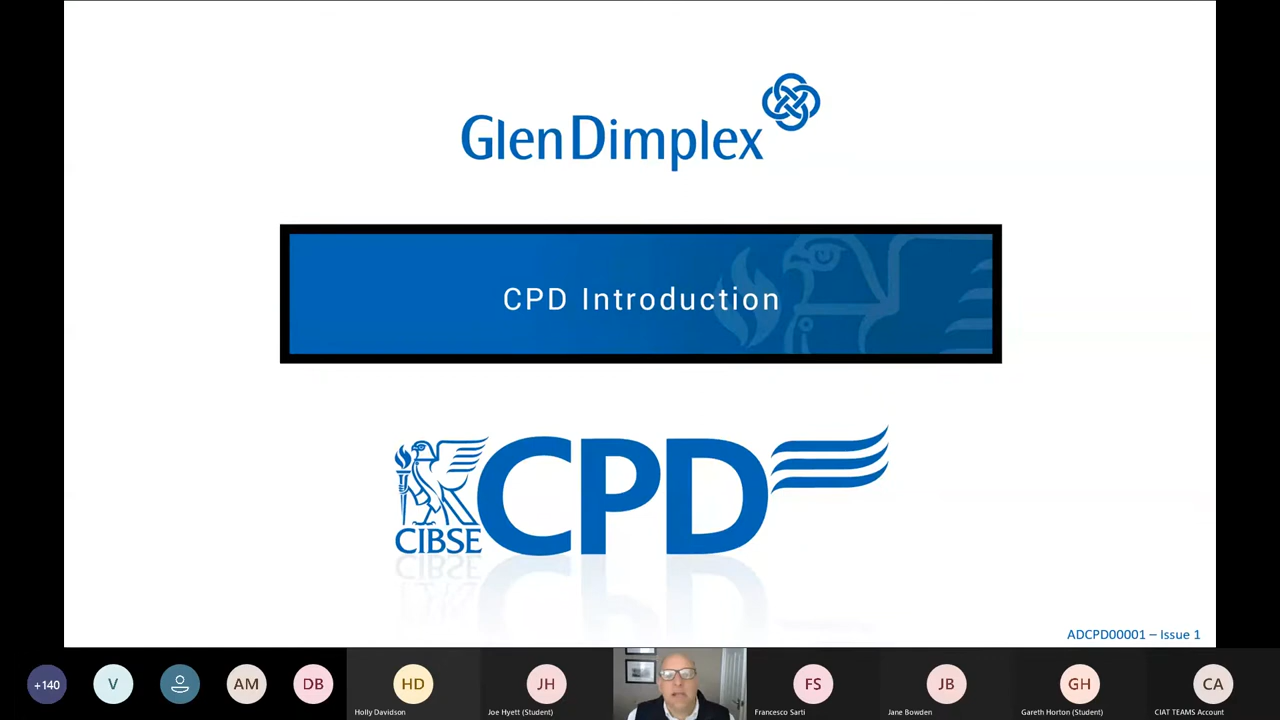 Glen Dimplex
CPD Introduction
CIBSE CPD
ADCPD00001 – Issue 1
+140
V
AM
DB
HD
JH
FS
JB
GH
CA
Holly Davidson
Joe Hyett (Student)
Francesco Sarti
Jane Bowden
Gareth Horton (Student)
CIAT TEAMS Account